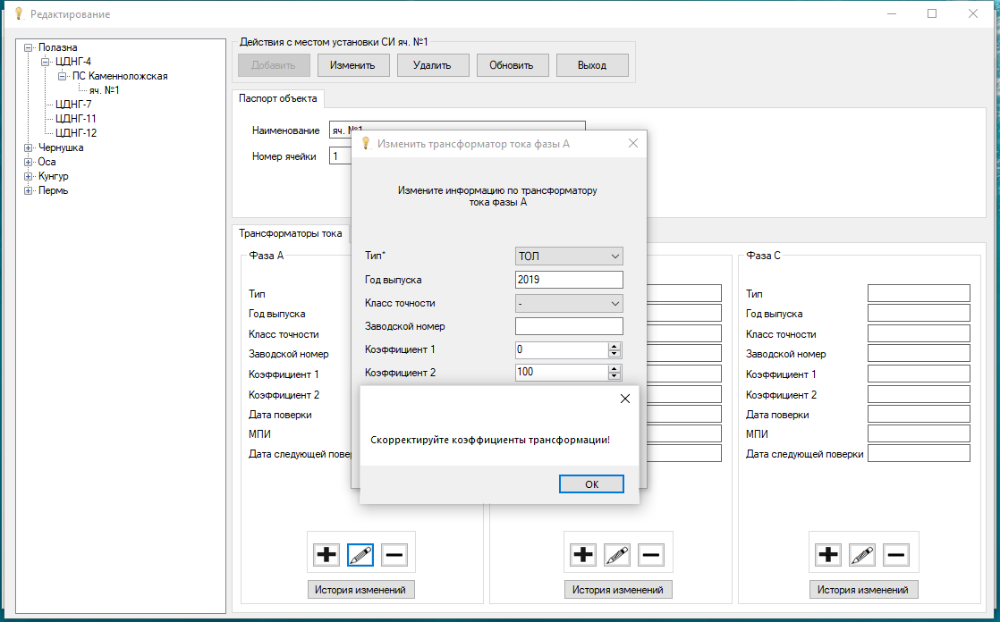 Редактирование
Полазна
ЦДНГ-4
ПС Каменноложская
яч. №1
ЦДНГ-7
ЦДНГ-11
ЦДНГ-12
Чернушка
Оса
Кунгур
Пермь
Действия с местом установки СИ яч. №1
Добавить
Изменить
Удалить
Обновить
Выход
Паспорт объекта
Наименование
яч. №1
Номер ячейки
1
Изменить трансформатор тока фазы А
Измените информацию по трансформатору
тока фазы А
Тип*
ТОЛ
Год выпуска
2019
Класс точности
-
Заводской номер
Коэффициент 1
0
Коэффициент 2
100
Скорректируйте коэффициенты трансформации!
ОК
Трансформаторы тока
Фаза А
Тип
Год выпуска
Класс точности
Заводской номер
Коэффициент 1
Коэффициент 2
Дата поверки
МПИ
Дата следующей
История изменений
История изменений
Фаза С
Тип
Год выпуска
Класс точности
Заводской номер
Коэффициент 1
Коэффициент 2
Дата поверки
МПИ
Дата следующей поверки
История изменений